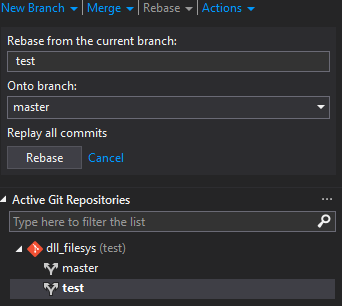 New Branch Merge Rebase Actions
Rebase from the current branch:
test
Onto branch:
master
Replay all commits
Rebase Cancel
Active Git Repositories ...
Type here to filter the list
dll_filesys (test)
master
test